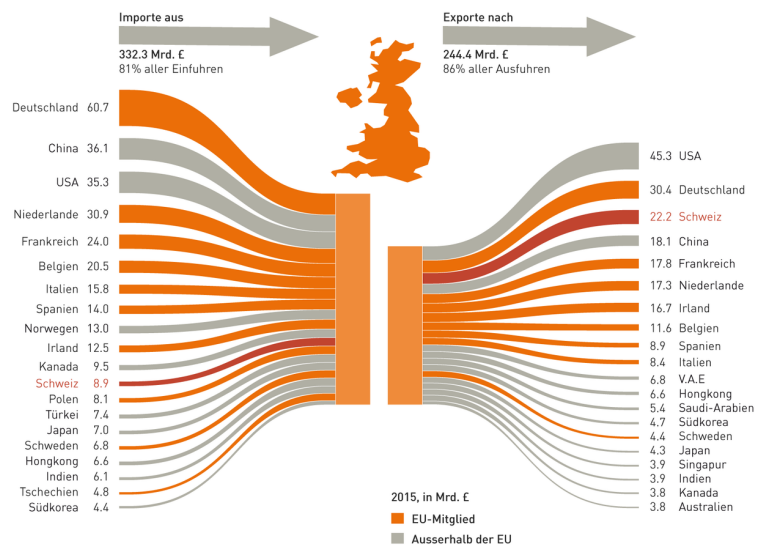 Importe aus
332.3 Mrd. £
81% aller Einfuhren
Exporte nach
244.4 Mrd. £
86% aller Ausfuhren
Deutschland 60.7
China 36.1
USA 35.3
Niederlande 30.9
Frankreich 24.0
Belgien 20.5
Italien 15.8
Spanien 14.0
Norwegen 13.0
Irland 12.5
Kanada 9.5
Schweiz 8.9
Polen 8.1
Türkei 7.4
Japan 7.0
Schweden 6.8
Hongkong 6.6
Indien 6.1
Tschechien 4.8
Südkorea 4.4
45.3 USA
30.4 Deutschland
22.2 Schweiz
18.1 China
17.8 Frankreich
17.3 Niederlande
16.7 Irland
11.6 Belgien
8.9 Spanien
8.4 Italien
6.8 V.A.E
6.6 Hongkong
5.4 Saudi-Arabien
4.7 Südkorea
4.4 Schweden
4.3 Japan
3.9 Singapur
3.9 Indien
3.8 Kanada
3.8 Australien
2015, in Mrd. £
EU-Mitglied
Ausserhalb der EU